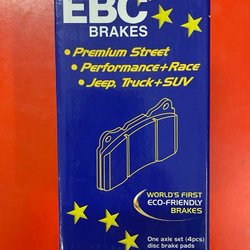 EBC
BRAKES
• Premium Street
• Performance+Race
• Jeep, Truck+SUV
WORLD'S FIRST
ECO-FRIENDLY
BRAKES
One axle set (4pcs)
disc brake pads